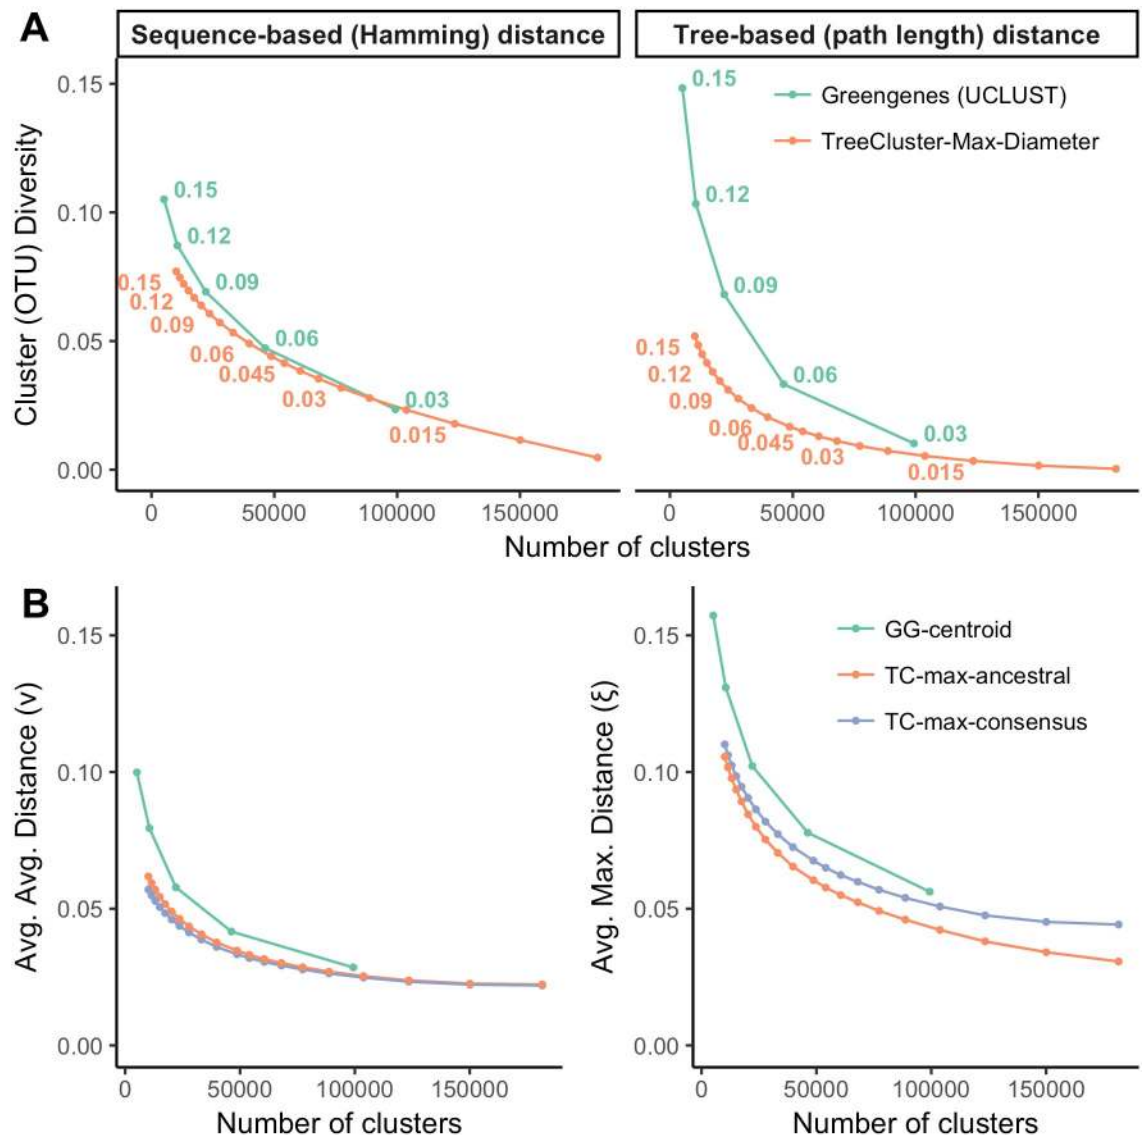 A
Sequence-based (Hamming) distance
Tree-based (path length) distance
Cluster (OTU) Diversity
0.15
0.10
0.05
0.00
0.15
0.12
0.09
0.06
0.03
0.15
0.12
0.09
0.06
0.045
0.03
0.015
0.15
0.12
0.09
0.06
0.03
0.15
0.12
0.09
0.06
0.045
0.03
0.015
Greengenes (UCLUST)
TreeCluster-Max-Diameter
0 50000 100000 150000
0 50000 100000 150000
Number of clusters
B
Avg. Avg. Distance (ν)
0.15
0.10
0.05
0.00
0 50000 100000 150000
Number of clusters
Avg. Max. Distance (ξ)
0.15
0.10
0.05
0.00
GG-centroid
TC-max-ancestral
TC-max-consensus
0 50000 100000 150000
Number of clusters